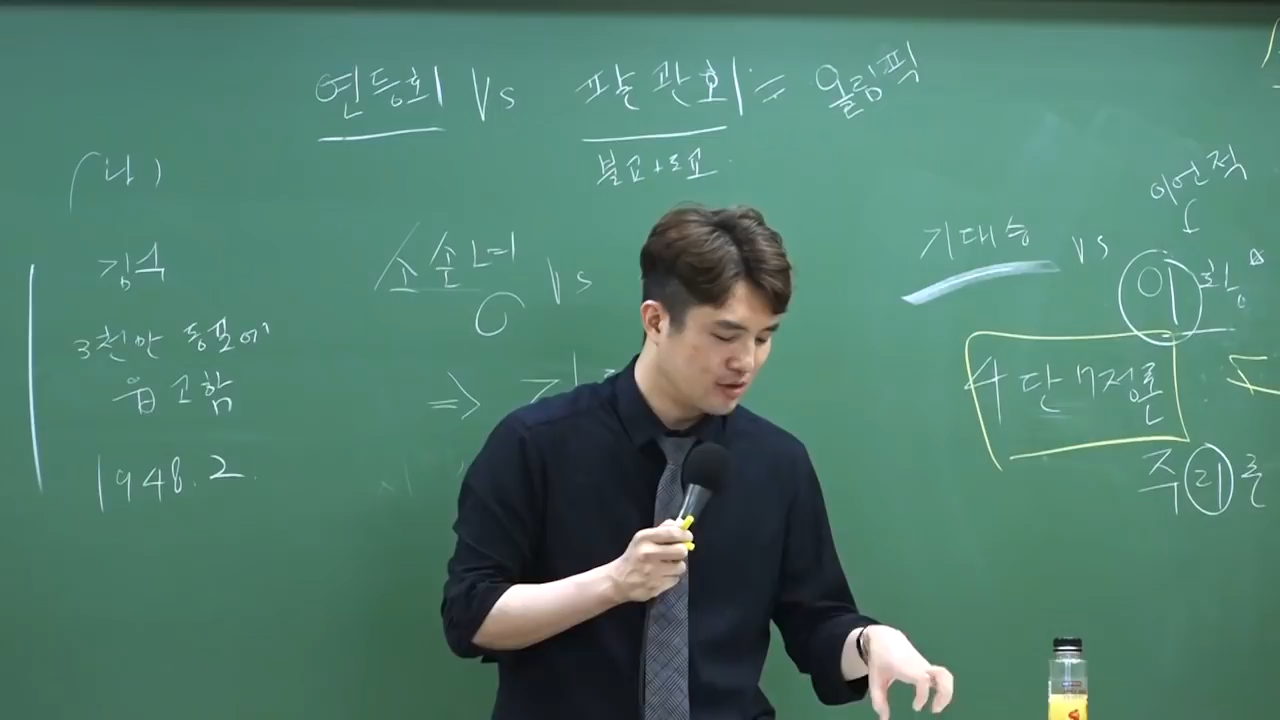 연등회 Vs 팔관회 = 올림픽
불교+도교
(나)
김구
3천만 동포에
읍고함
1948.2
소손녕 Vs
⇒
이언적
기대승 vs 이황
4단7정론
주리론